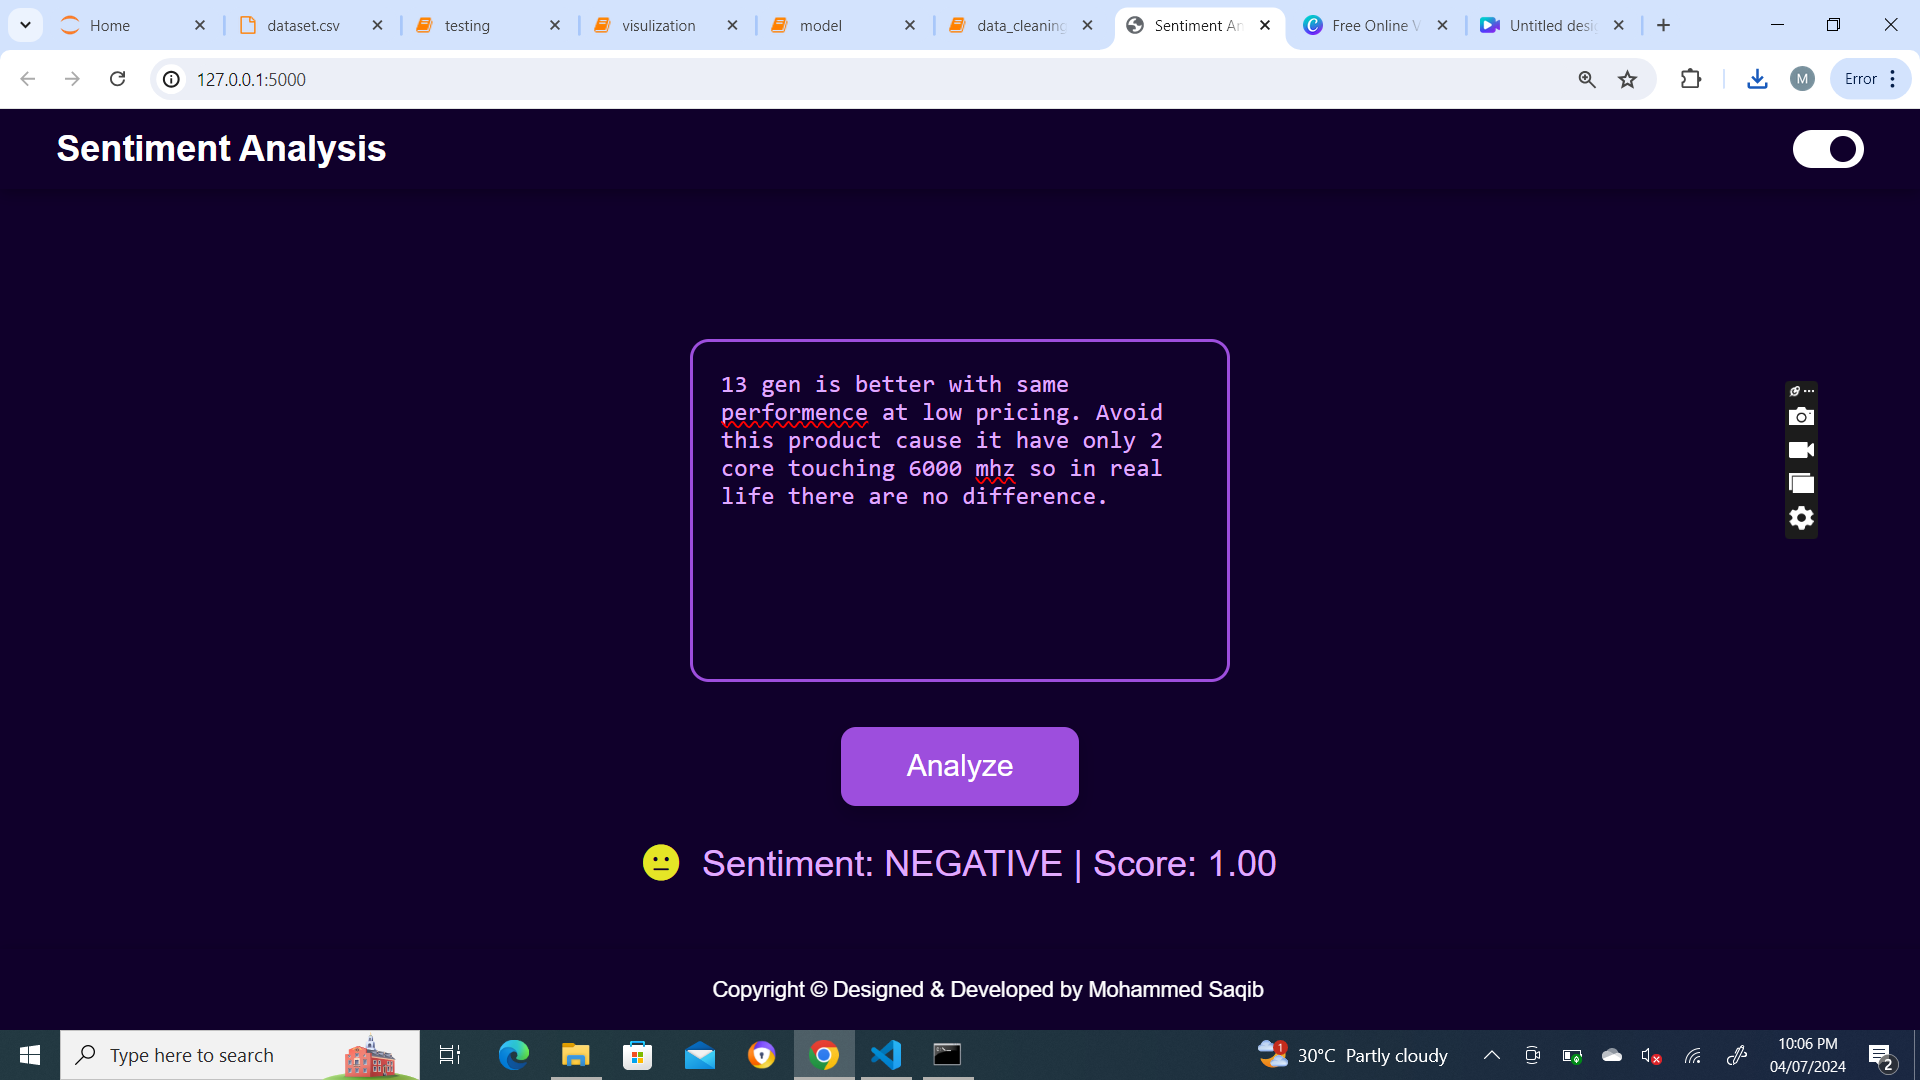 Home
dataset.csv
testing
visulization
model
data_cleaning
Sentiment An
Free Online V
Untitled desi
127.0.0.1:5000
M
Error
Sentiment Analysis
13 gen is better with same
performence at low pricing. Avoid
this product cause it have only 2
core touching 6000 mhz so in real
life there are no difference.
Analyze
Sentiment: NEGATIVE | Score: 1.00
Copyright © Designed & Developed by Mohammed Saqib
Type here to search
1
30°C Partly cloudy
10:06 PM
04/07/2024
2